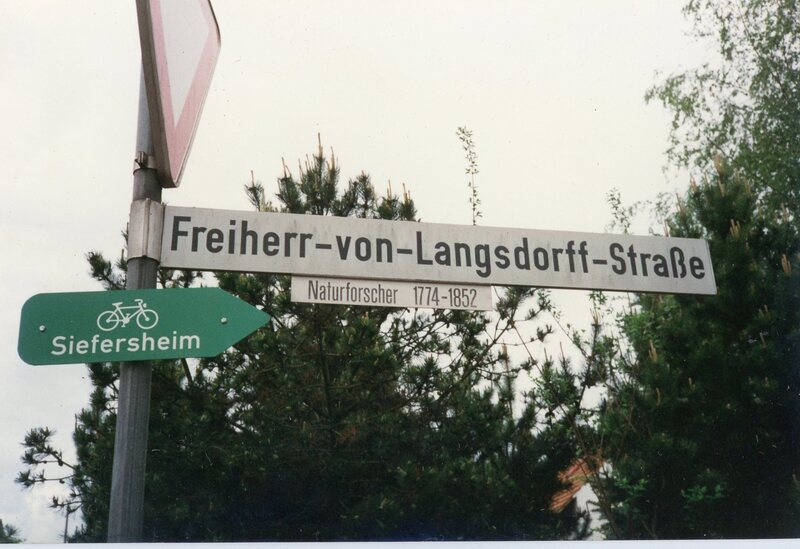 Freiherr-von-Langsdorff-Straße
Naturforscher 1774-1852
Siefersheim